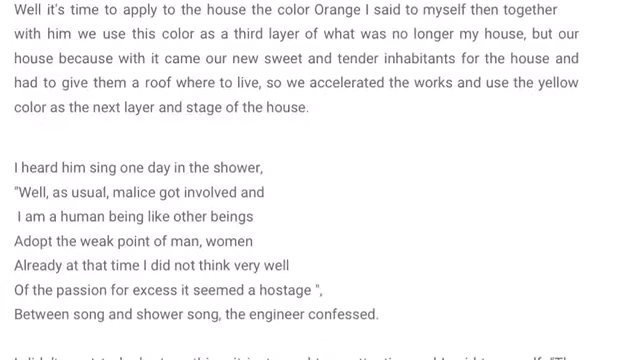 Well it's time to apply to the house the color Orange I said to myself then together
with him we use this color as a third layer of what was no longer my house, but our
house because with it came our new sweet and tender inhabitants for the house and
had to give them a roof where to live, so we accelerated the works and use the yellow
color as the next layer and stage of the house.
I heard him sing one day in the shower,
"Well, as usual, malice got involved and
I am a human being like other beings
Adopt the weak point of man, women
Already at that time I did not think very well
Of the passion for excess it seemed a hostage ",
Between song and shower song, the engineer confessed.